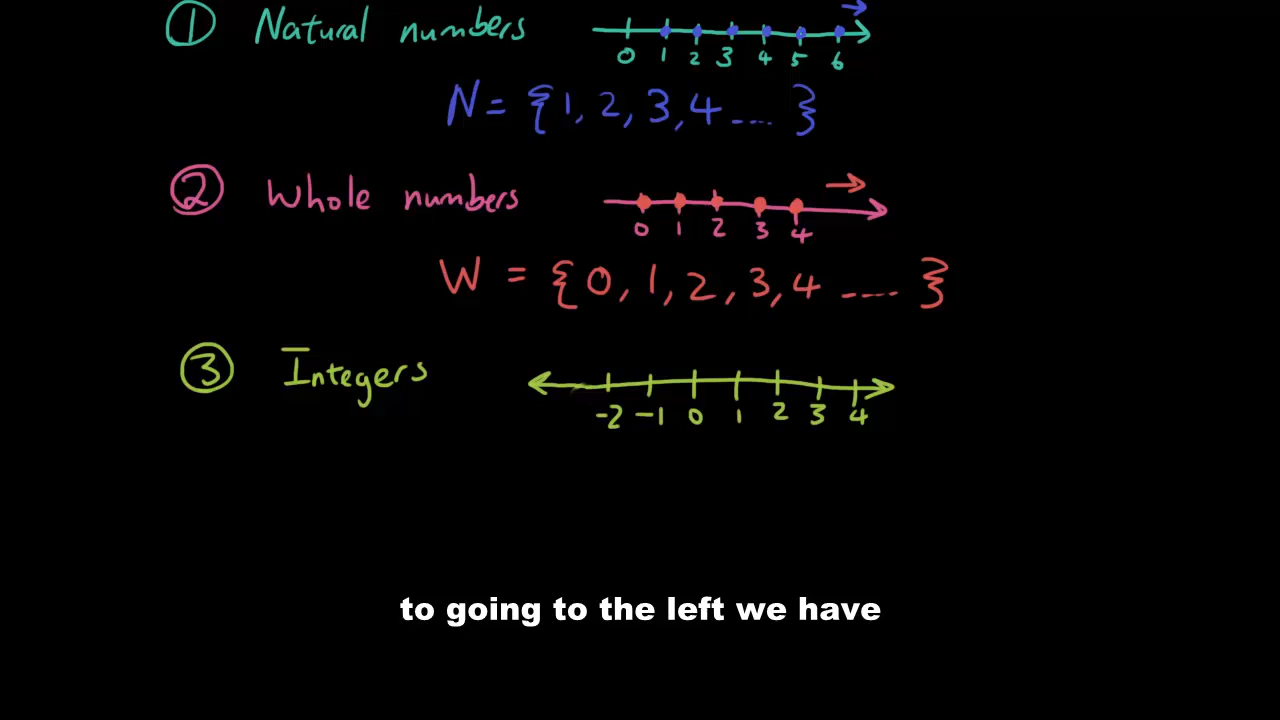 ① Natural numbers
0 1 2 3 4 5 6
N = {1, 2, 3, 4 .... }
② Whole numbers
0 1 2 3 4
W = {0, 1, 2, 3, 4 ..... }
③ Integers
-2 -1 0 1 2 3 4
to going to the left we have